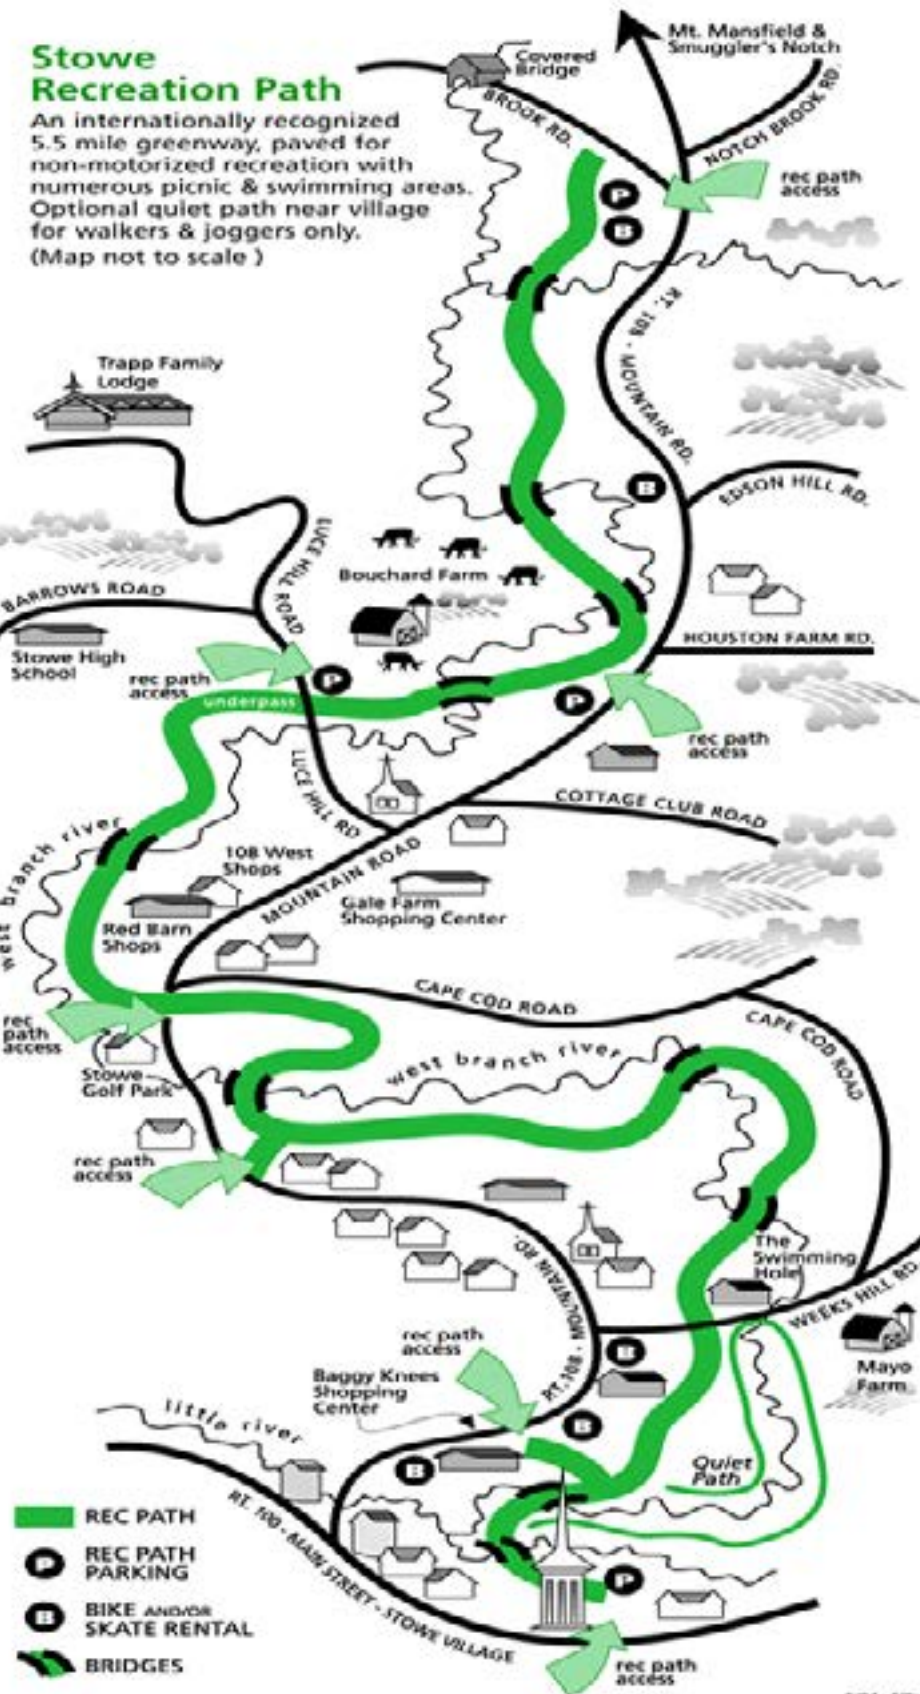 Stowe
Recreation Path
An internationally recognized
5.5 mile greenway, paved for
non-motorized recreation with
numerous picnic & swimming areas.
Optional quiet path near village
for walkers & joggers only.
(Map not to scale )
Mt. Mansfield &
Smuggler's Notch
Covered
Bridge
BROOK RD.
NOTCH BROOK RD.
rec path
access
P
B
RT. 108 - MOUNTAIN RD.
Trapp Family
Lodge
B
EDSON HILL RD.
LUCE HILL ROAD
Bouchard Farm
BARROWS ROAD
Stowe High
School
HOUSTON FARM RD.
rec path
access
P
underpass
P
rec path
access
LUCE HILL RD
COTTAGE CLUB ROAD
west branch river
108 West
Shops
MOUNTAIN ROAD
Red Barn
Shops
Gale Farm
Shopping Center
CAPE COD ROAD
CAPE COD ROAD
rec
path
access
Stowe
Golf Park
west branch river
rec path
access
The
Swimming
Hole
WEEKS HILL RD.
RT. 108 - MOUNTAIN RD.
rec path
access
B
Mayo
Farm
Baggy Knees
Shopping
Center
little river
B
B
Quiet
Path
RT. 100 - MAIN STREET - STOWE VILLAGE
REC PATH
P
REC PATH
PARKING
B
BIKE AND/OR
SKATE RENTAL
BRIDGES
P
rec path
access